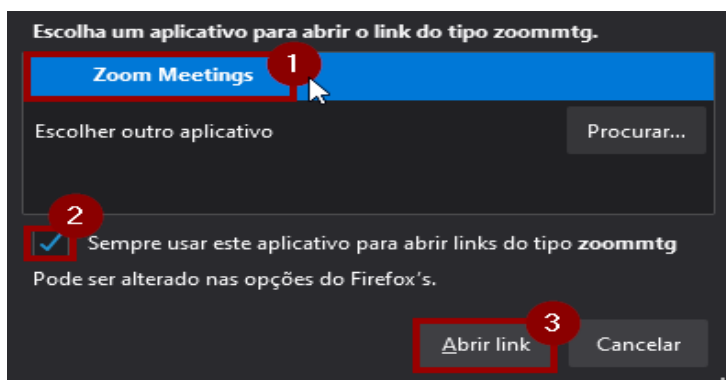 Escolha um aplicativo para abrir o link do tipo zoommtg.
Zoom Meetings
1
Escolher outro aplicativo
Procurar...
2
Sempre usar este aplicativo para abrir links do tipo zoommtg
Pode ser alterado nas opções do Firefox's.
3
Abrir link
Cancelar